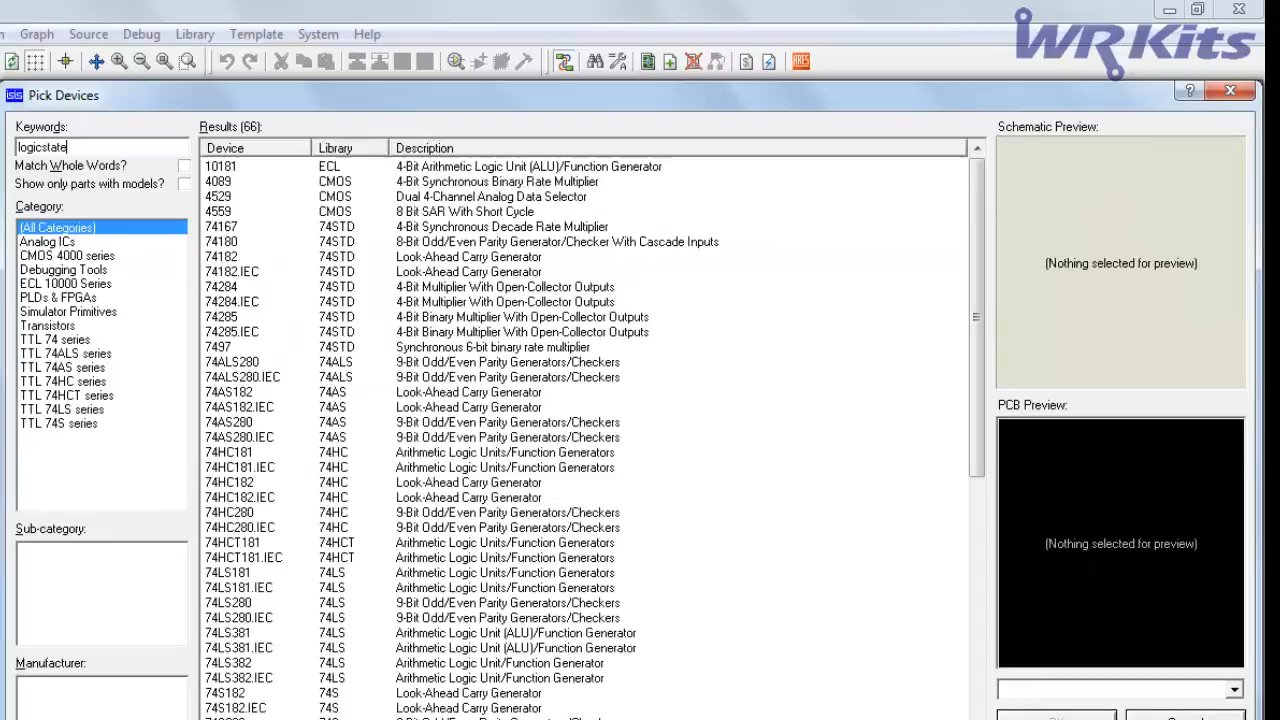 WR Kits
Graph Source Debug Library Template System Help
ARES
isis Pick Devices
Keywords:
logicstate
Match Whole Words?
Show only parts with models?
Category:
(All Categories)
Analog ICs
CMOS 4000 series
Debugging Tools
ECL 10000 Series
PLDs & FPGAs
Simulator Primitives
Transistors
TTL 74 series
TTL 74ALS series
TTL 74AS series
TTL 74HC series
TTL 74HCT series
TTL 74LS series
TTL 74S series
Sub-category:
Manufacturer:
Results (66):
Device Library Description
10181 ECL 4-Bit Arithmetic Logic Unit (ALU)/Function Generator
4089 CMOS 4-Bit Synchronous Binary Rate Multiplier
4529 CMOS Dual 4-Channel Analog Data Selector
4559 CMOS 8 Bit SAR With Short Cycle
74167 74STD 4-Bit Synchronous Decade Rate Multiplier
74180 74STD 8-Bit Odd/Even Parity Generator/Checker With Cascade Inputs
74182 74STD Look-Ahead Carry Generator
74182.IEC 74STD Look-Ahead Carry Generator
74284 74STD 4-Bit Multiplier With Open-Collector Outputs
74284.IEC 74STD 4-Bit Multiplier With Open-Collector Outputs
74285 74STD 4-Bit Binary Multiplier With Open-Collector Outputs
74285.IEC 74STD 4-Bit Binary Multiplier With Open-Collector Outputs
7497 74STD Synchronous 6-bit binary rate multiplier
74ALS280 74ALS 9-Bit Odd/Even Parity Generators/Checkers
74ALS280.IEC 74ALS 9-Bit Odd/Even Parity Generators/Checkers
74AS182 74AS Look-Ahead Carry Generator
74AS182.IEC 74AS Look-Ahead Carry Generator
74AS280 74AS 9-Bit Odd/Even Parity Generators/Checkers
74AS280.IEC 74AS 9-Bit Odd/Even Parity Generators/Checkers
74HC181 74HC Arithmetic Logic Units/Function Generators
74HC181.IEC 74HC Arithmetic Logic Units/Function Generators
74HC182 74HC Look-Ahead Carry Generator
74HC182.IEC 74HC Look-Ahead Carry Generator
74HC280 74HC 9-Bit Odd/Even Parity Generators/Checkers
74HC280.IEC 74HC 9-Bit Odd/Even Parity Generators/Checkers
74HCT181 74HCT Arithmetic Logic Units/Function Generators
74HCT181.IEC 74HCT Arithmetic Logic Units/Function Generators
74LS181 74LS Arithmetic Logic Units/Function Generators
74LS181.IEC 74LS Arithmetic Logic Units/Function Generators
74LS280 74LS 9-Bit Odd/Even Parity Generators/Checkers
74LS280.IEC 74LS 9-Bit Odd/Even Parity Generators/Checkers
74LS381 74LS Arithmetic Logic Unit (ALU)/Function Generator
74LS381.IEC 74LS Arithmetic Logic Unit (ALU)/Function Generator
74LS382 74LS Arithmetic Logic Unit/Function Generator
74LS382.IEC 74LS Arithmetic Logic Unit/Function Generator
74S182 74S Look-Ahead Carry Generator
74S182.IEC 74S Look-Ahead Carry Generator
Schematic Preview:
(Nothing selected for preview)
PCB Preview:
(Nothing selected for preview)